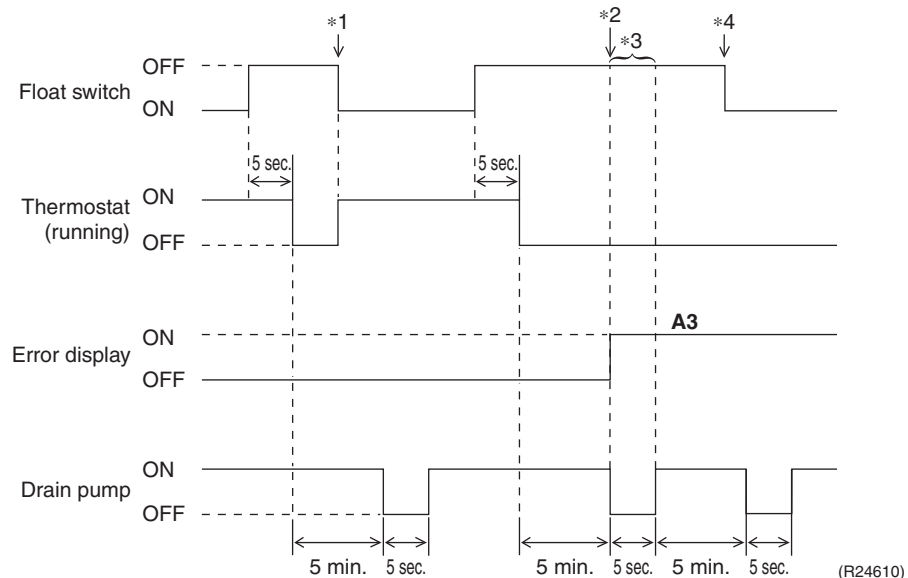 *1
*2
*3
*4
OFF
Float switch
ON
5 sec.
5 sec.
ON
Thermostat
(running)
OFF
A3
ON
Error display
OFF
ON
Drain pump
OFF
5 min.
5 sec.
5 min.
5 sec.
5 min.
5 sec.
(R24610)